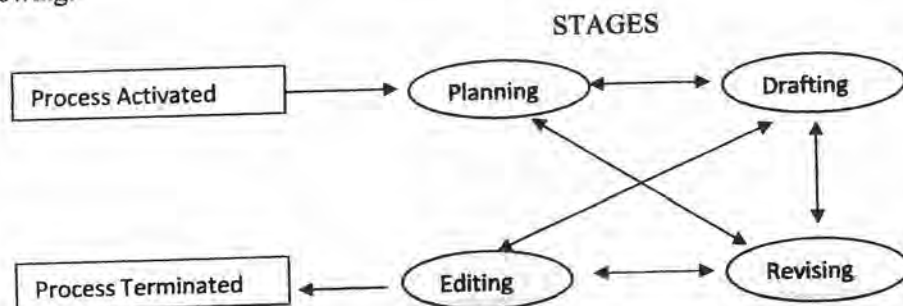 STAGES
Process Activated
Planning
Drafting
Process Terminated
Editing
Revising